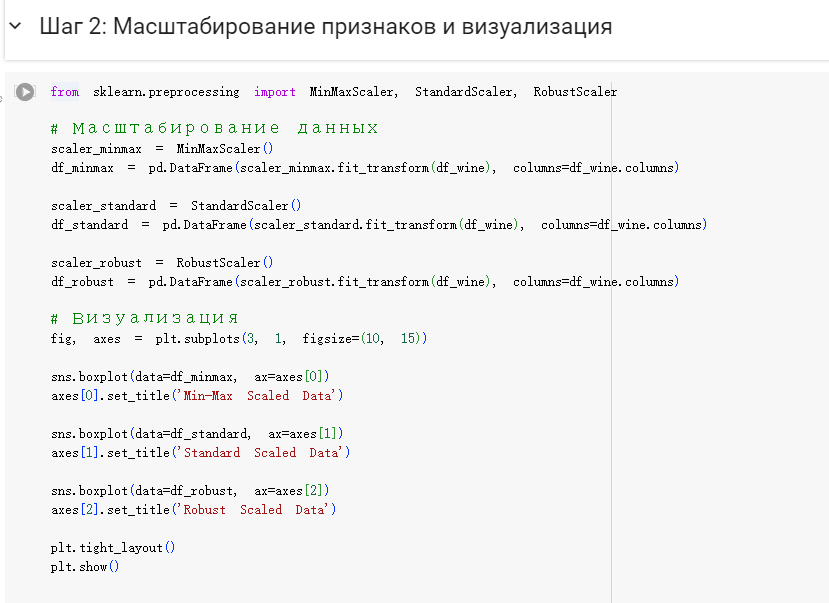 Шаг 2: Масштабирование признаков и визуализация
from sklearn.preprocessing import MinMaxScaler, StandardScaler, RobustScaler
# Масштабирование данных
scaler_minmax = MinMaxScaler()
df_minmax = pd.DataFrame(scaler_minmax.fit_transform(df_wine), columns=df_wine.columns)
scaler_standard = StandardScaler()
df_standard = pd.DataFrame(scaler_standard.fit_transform(df_wine), columns=df_wine.columns)
scaler_robust = RobustScaler()
df_robust = pd.DataFrame(scaler_robust.fit_transform(df_wine), columns=df_wine.columns)
# Визуализация
fig, axes = plt.subplots(3, 1, figsize=(10, 15))
sns.boxplot(data=df_minmax, ax=axes[0])
axes[0].set_title('Min-Max Scaled Data')
sns.boxplot(data=df_standard, ax=axes[1])
axes[1].set_title('Standard Scaled Data')
sns.boxplot(data=df_robust, ax=axes[2])
axes[2].set_title('Robust Scaled Data')
plt.tight_layout()
plt.show()